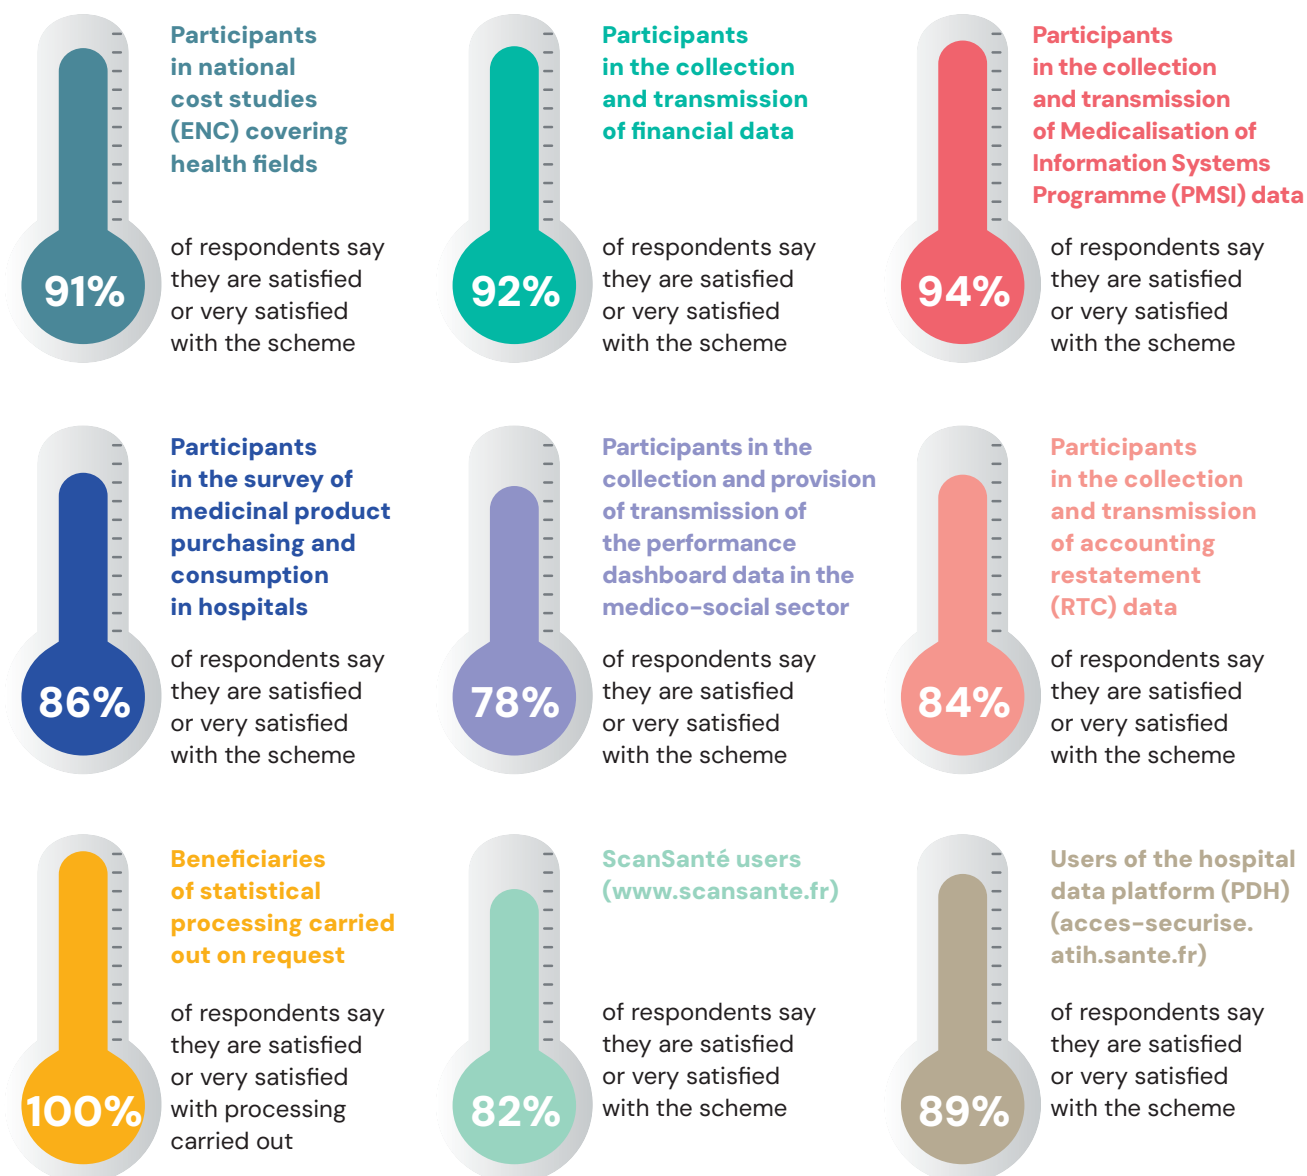 Participants
in national
cost studies
(ENC) covering
health fields
91%
of respondents say
they are satisfied
or very satisfied
with the scheme
Participants
in the collection
and transmission
of financial data
92%
of respondents say
they are satisfied
or very satisfied
with the scheme
Participants
in the collection
and transmission
of Medicalisation of
Information Systems
Programme (PMSI) data
94%
of respondents say
they are satisfied
or very satisfied
with the scheme
Participants
in the survey of
medicinal product
purchasing and
consumption
in hospitals
86%
of respondents say
they are satisfied
or very satisfied
with the scheme
Participants in the
collection and provision
of transmission of
the performance
dashboard data in the
medico-social sector
78%
of respondents say
they are satisfied
or very satisfied
with the scheme
Participants
in the collection
and transmission
of accounting
restatement
(RTC) data
84%
of respondents say
they are satisfied
or very satisfied
with the scheme
Beneficiaries
of statistical
processing carried
out on request
100%
of respondents say
they are satisfied
or very satisfied
with processing
carried out
ScanSanté users
(www.scansante.fr)
82%
of respondents say
they are satisfied
or very satisfied
with the scheme
Users of the hospital
data platform (PDH)
(acces-securise.
atih.sante.fr)
89%
of respondents say
they are satisfied
or very satisfied
with the scheme